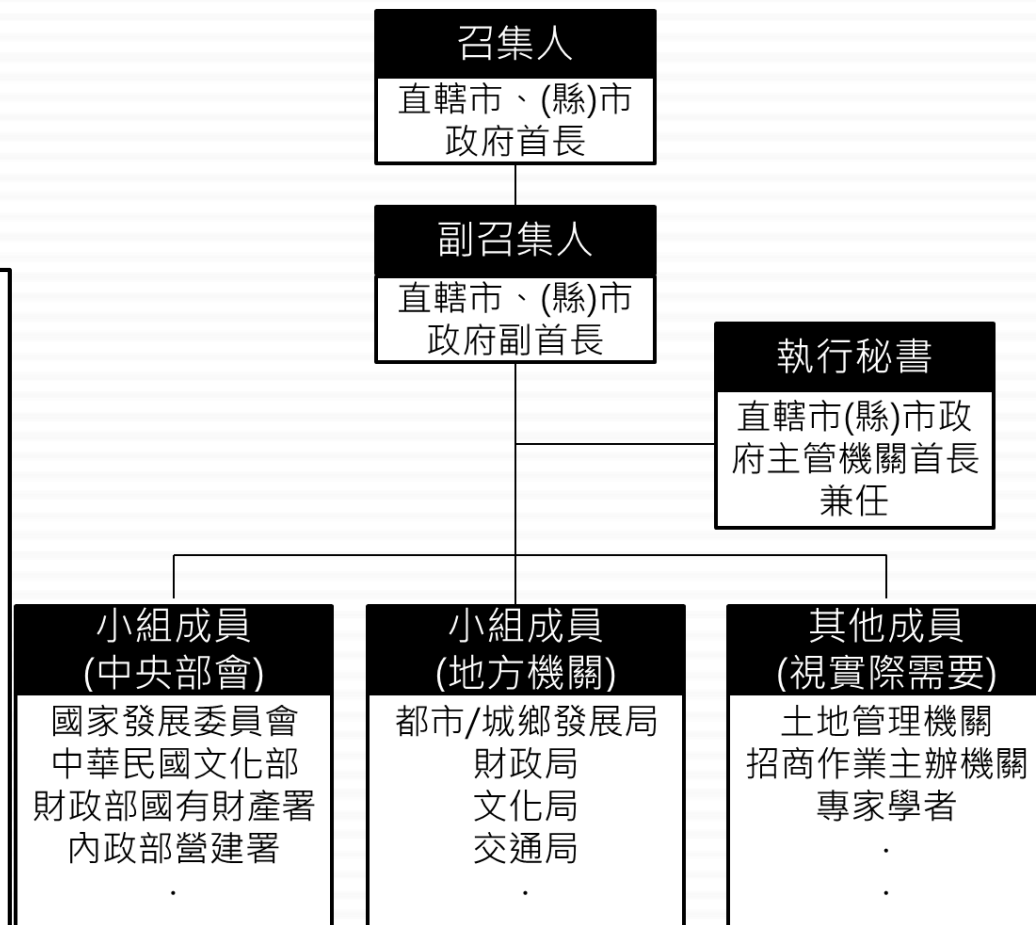 召集人
直轄市、(縣)市
政府首長
副召集人
直轄市、(縣)市
政府副首長
執行秘書
直轄市(縣)市政
府主管機關首長
兼任
小組成員
(中央部會)
國家發展委員會
中華民國文化部
財政部國有財產署
內政部營建署
.
小組成員
(地方機關)
都市/城鄉發展局
財政局
文化局
交通局
.
其他成員
(視實際需要)
土地管理機關
招商作業主辦機關
專家學者
.
.